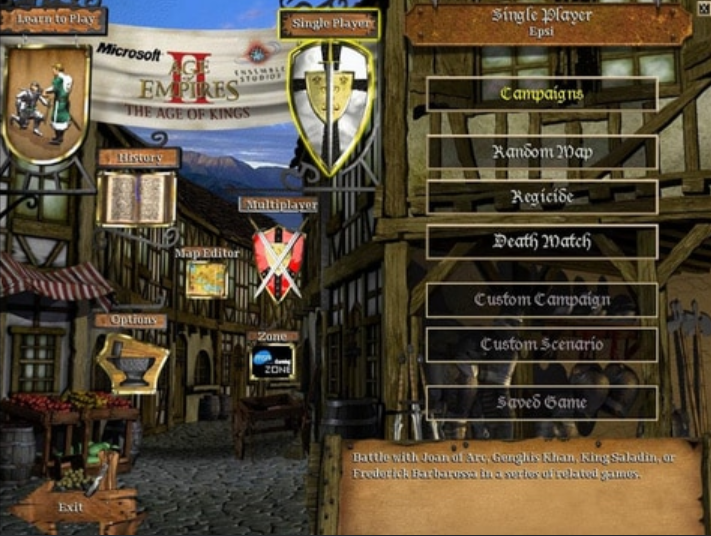 Learn to Play
Single Player
Microsoft
AGE
OF
EMPIRES
II
THE AGE OF KINGS
ENSEMBLE
STUDIOS
History
Multiplayer
Map Editor
Options
Zone
ZONE
Exit
Single Player
Epsi
Campaigns
Random Map
Regicide
Death Match
Custom Campaign
Custom Scenario
Saved Game
Battle with Joan of Arc, Genghis Khan, King Saladin, or
Frederick Barbarossa in a series of related games.